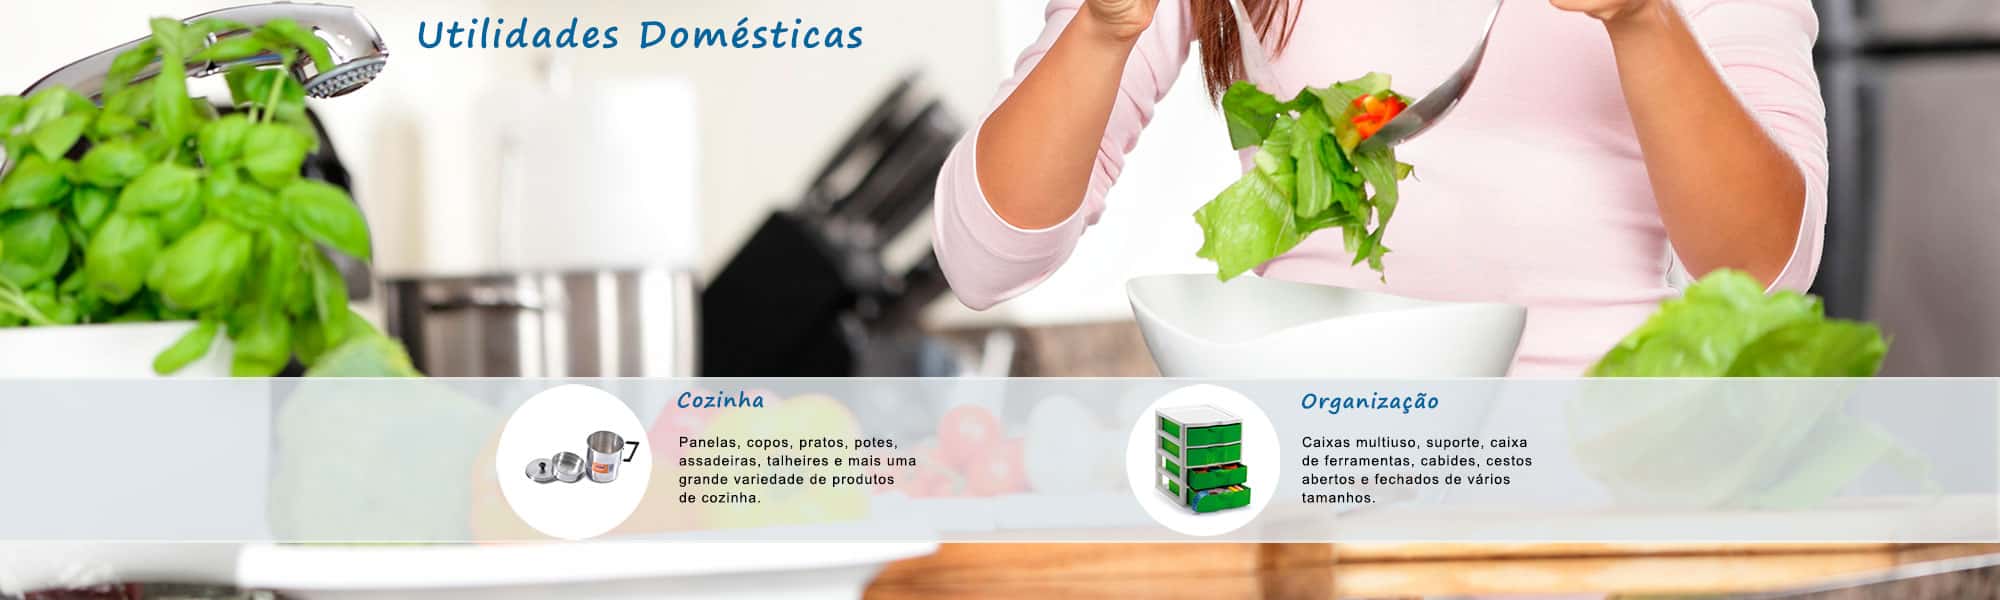 Utilidades Domésticas
Cozinha
Panelas, copos, pratos, potes,
assadeiras, talheires e mais uma
grande variedade de produtos
de cozinha.
Organização
Caixas multiuso, suporte, caixa
de ferramentas, cabides, cestos
abertos e fechados de vários
tamanhos.